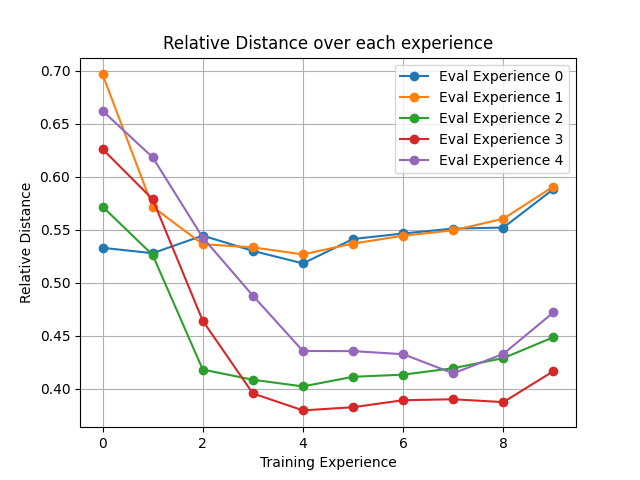 Relative Distance over each experience
Eval Experience 0
Eval Experience 1
Eval Experience 2
Eval Experience 3
Eval Experience 4
Relative Distance
0.70
0.65
0.60
0.55
0.50
0.45
0.40
0 2 4 6 8
Training Experience